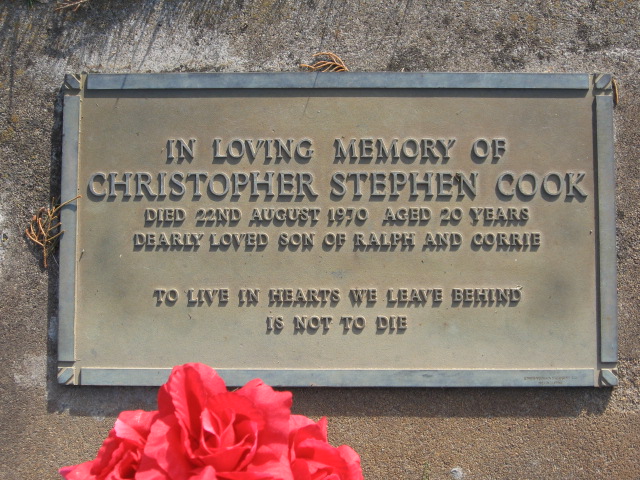 IN LOVING MEMORY OF
CHRISTOPHER STEPHEN COOK
DIED 22ND AUGUST 1970 AGED 20 YEARS
DEARLY LOVED SON OF RALPH AND CORRIE
TO LIVE IN HEARTS WE LEAVE BEHIND
IS NOT TO DIE